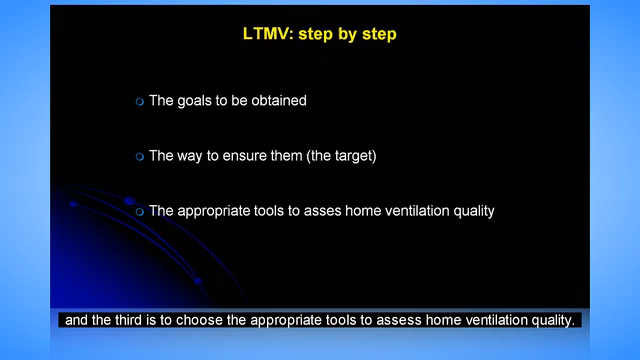 LTMV: step by step
The goals to be obtained
The way to ensure them (the target)
The appropriate tools to asses home ventilation quality
and the third is to choose the appropriate tools to assess home ventilation quality.